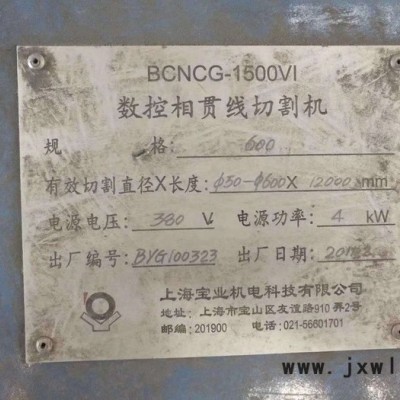 BCNCG-1500VI
数控相贯线切割机
规 格: 600
有效切割直径X长度: φ50-φ600X 12000 mm
电源电压: 380 V 电源功率: 4 kW
出厂编号: BYG100323 出厂日期:
上海宝业机电科技有限公司
地址: 上海市宝山区友谊路910弄2号
邮编: 201900 电话: 021-56601701
www.jxwl